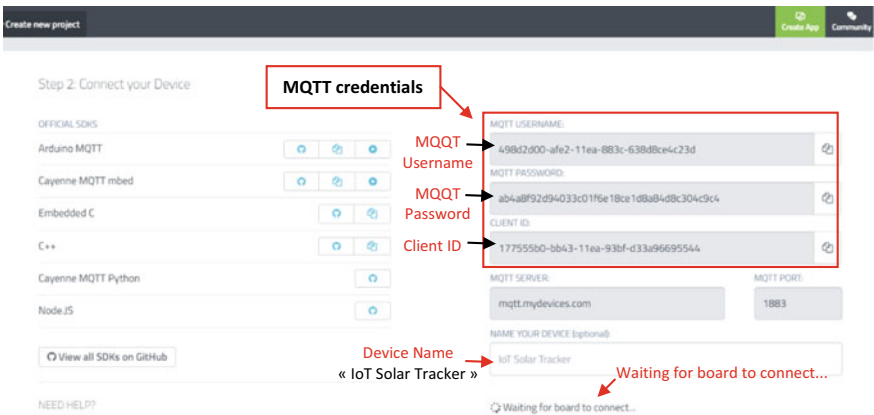 Create new project
Create App
Community
Step 2: Connect your Device
MQTT credentials
OFFICIAL SDKS
Arduino MQTT
Cayenne MQTT mbed
Embedded C
C++
Cayenne MQTT Python
NodeJS
View all SDKs on GitHub
NEED HELP?
MQTT USERNAME:
MQQT Username
498d2d00-afe2-11ea-883c-638d8ce4c23d
MQTT PASSWORD:
MQQT Password
ab4a8f92d94033c01f6e18ce1d8a84d8c304c9c4
CLIENT ID:
Client ID
177555b0-bb43-11ea-93bf-d33a96695544
MQTT SERVER:
MQTT PORT:
mqtt.mydevices.com
1883
NAME YOUR DEVICE (optional):
Device Name
« IoT Solar Tracker »
IoT Solar Tracker
Waiting for board to connect...
Waiting for board to connect...